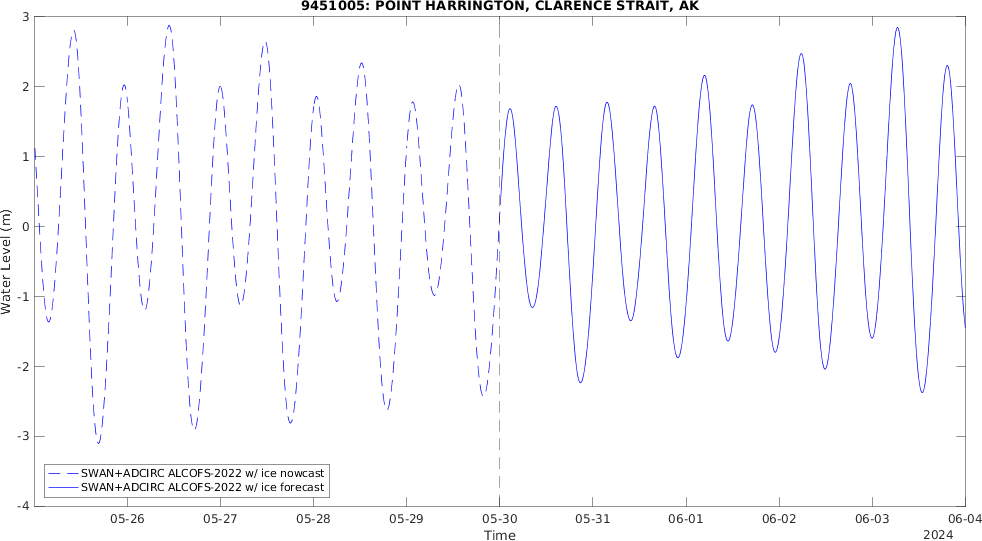 9451005: POINT HARRINGTON, CLARENCE STRAIT, AK
3
2
1
0
-1
-2
-3
-4
Water Level (m)
SWAN+ADCIRC ALCOFS-2022 w/ ice nowcast
SWAN+ADCIRC ALCOFS-2022 w/ ice forecast
05-26 05-27 05-28 05-29 05-30 05-31 06-01 06-02 06-03 06-04
Time
2024